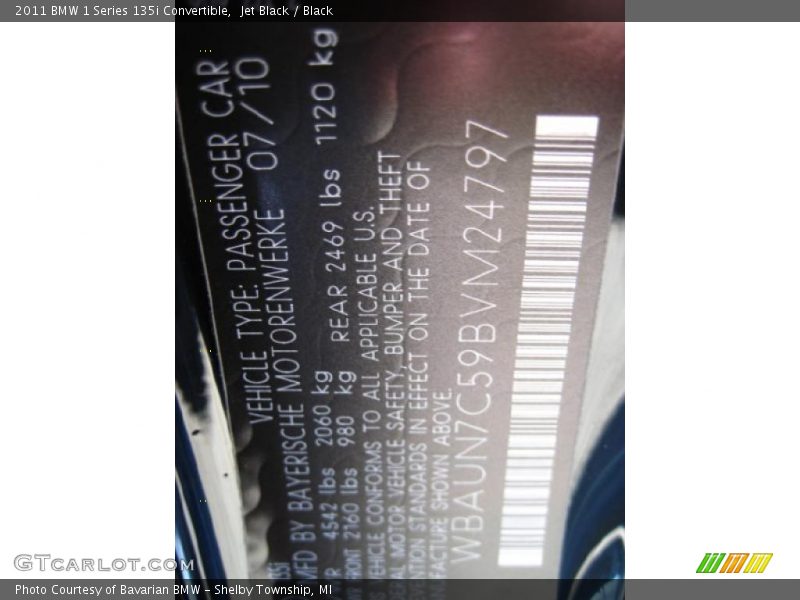 2011 BMW 1 Series 135i Convertible,  Jet Black / Black
VEHICLE TYPE: PASSENGER CAR
MFD BY BAYERISCHE MOTORENWERKE 07/10
4542 lbs 2060 kg
2160 lbs 980 kg REAR 2469 lbs 1120 kg
VEHICLE CONFORMS TO ALL APPLICABLE U.S.
MOTOR VEHICLE SAFETY, BUMPER AND THEFT
STANDARDS IN EFFECT ON THE DATE OF
SHOWN ABOVE.
WBAUN7C59BVM24797
GTCARLOT.COM
Photo Courtesy of Bavarian BMW – Shelby Township, MI